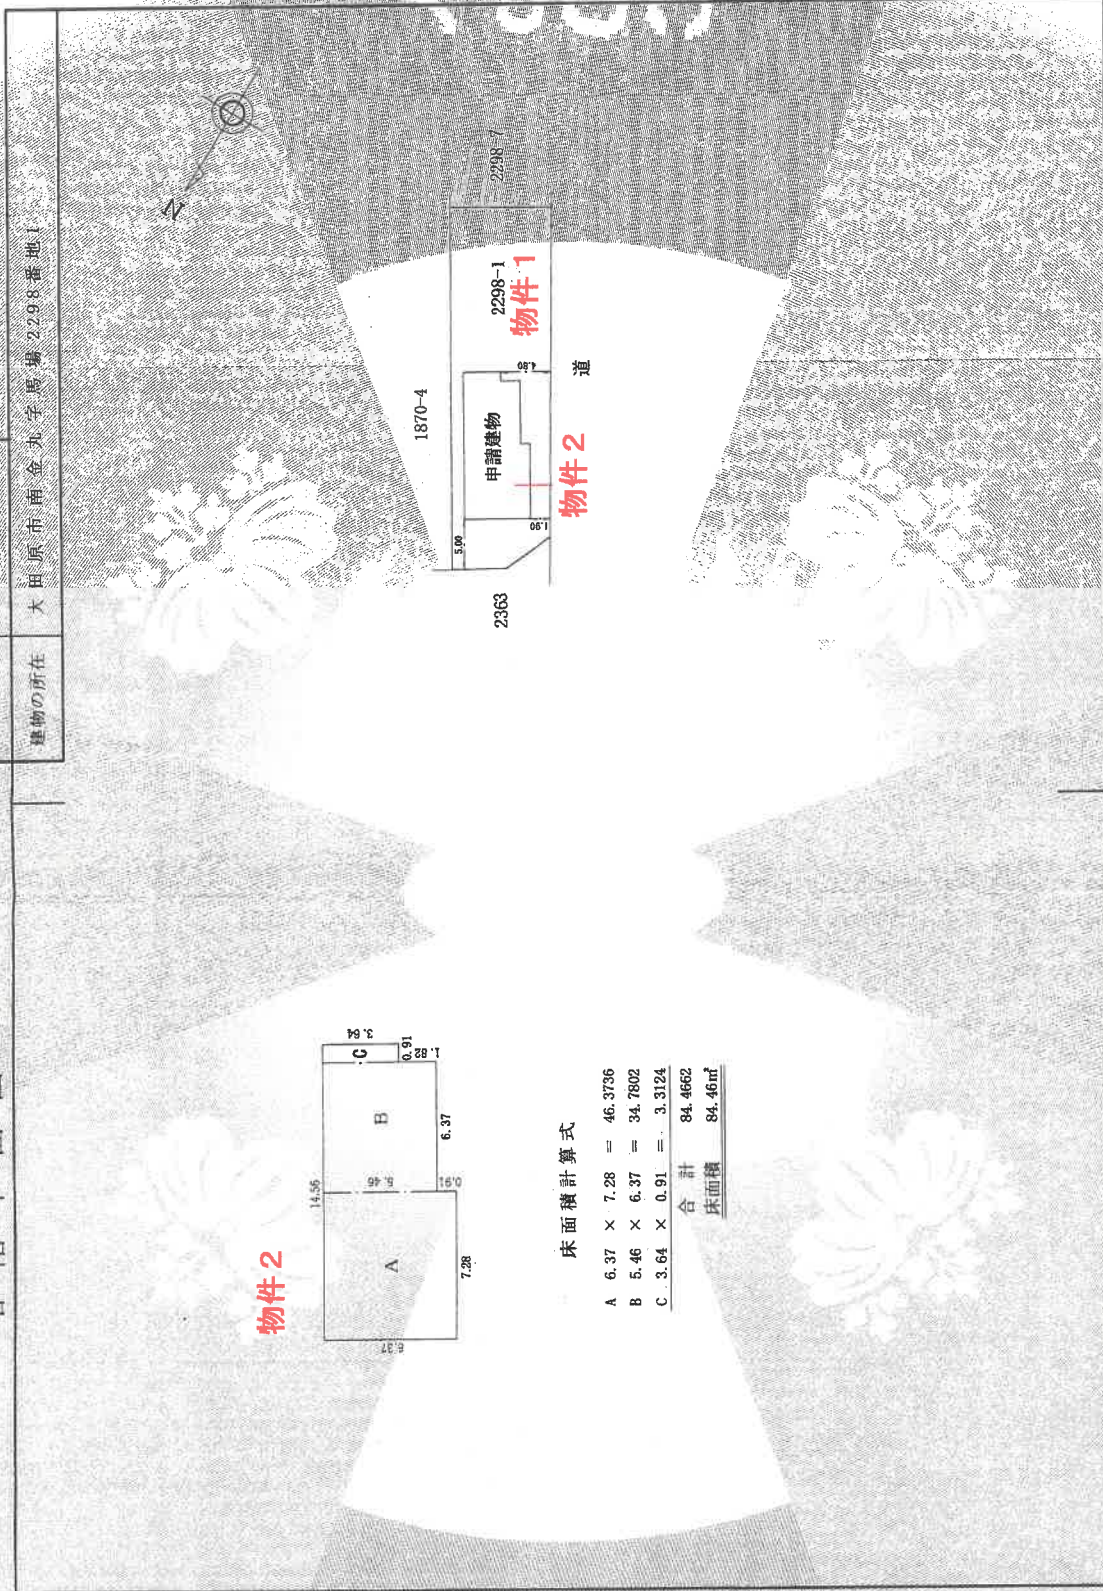 建物の所在
大田原市南金丸字馬場2298番地1
N
物件2
14.56
A
B
C
6.37
5.46
0.91
7.28
6.37
3.64
0.91
1.82
床面積計算式
A 6.37 × 7.28 = 46.3736
B 5.46 × 6.37 = 34.7802
C 3.64 × 0.91 = 3.3124
合計 84.4662
床面積 84.46㎡
1870-4
2363
5.00
申請建物
1.90
4.80
2298-1
物件1
2298-7
物件2
道